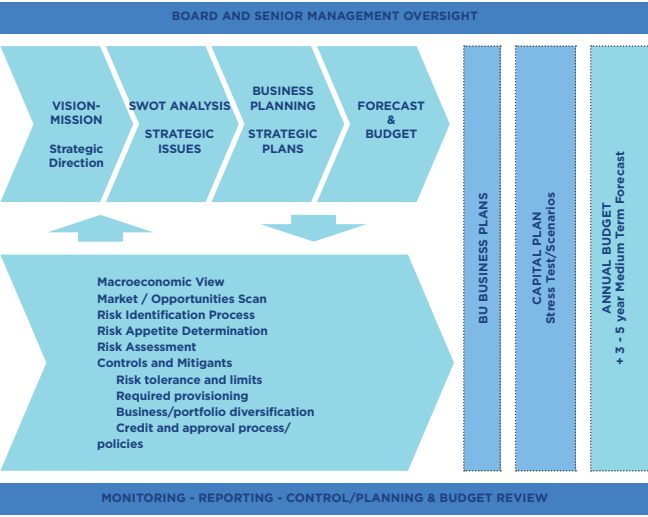 BOARD AND SENIOR MANAGEMENT OVERSIGHT
VISION-
MISSION
Strategic
Direction
SWOT ANALYSIS
STRATEGIC
ISSUES
BUSINESS
PLANNING
STRATEGIC
PLANS
FORECAST
&
BUDGET
Macroeconomic View
Market / Opportunities Scan
Risk Identification Process
Risk Appetite Determination
Risk Assessment
Controls and Mitigants
Risk tolerance and limits
Required provisioning
Business/portfolio diversification
Credit and approval process/
policies
BU BUSINESS PLANS
CAPITAL PLAN
Stress Test/Scenarios
ANNUAL BUDGET
+ 3 - 5 year Medium Term Forecast
MONITORING - REPORTING - CONTROL/PLANNING & BUDGET REVIEW